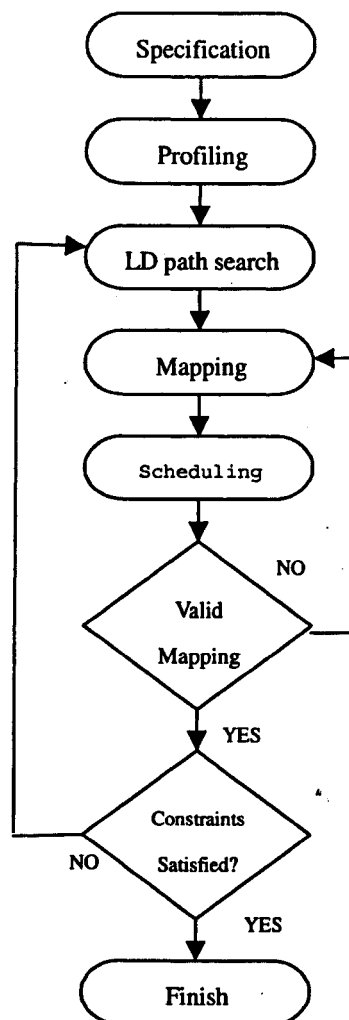 Specification
Profiling
LD path search
Mapping
Scheduling
NO
Valid
Mapping
YES
Constraints
Satisfied?
NO
YES
Finish